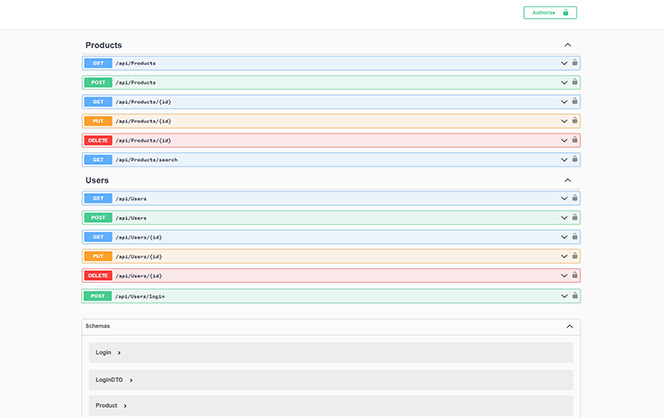 Authorize
Products
GET /api/Products
POST /api/Products
GET /api/Products/{id}
PUT /api/Products/{id}
DELETE /api/Products/{id}
GET /api/Products/search
Users
GET /api/Users
POST /api/Users
GET /api/Users/{id}
PUT /api/Users/{id}
DELETE /api/Users/{id}
POST /api/Users/login
Schemas
Login
LoginDTO
Product